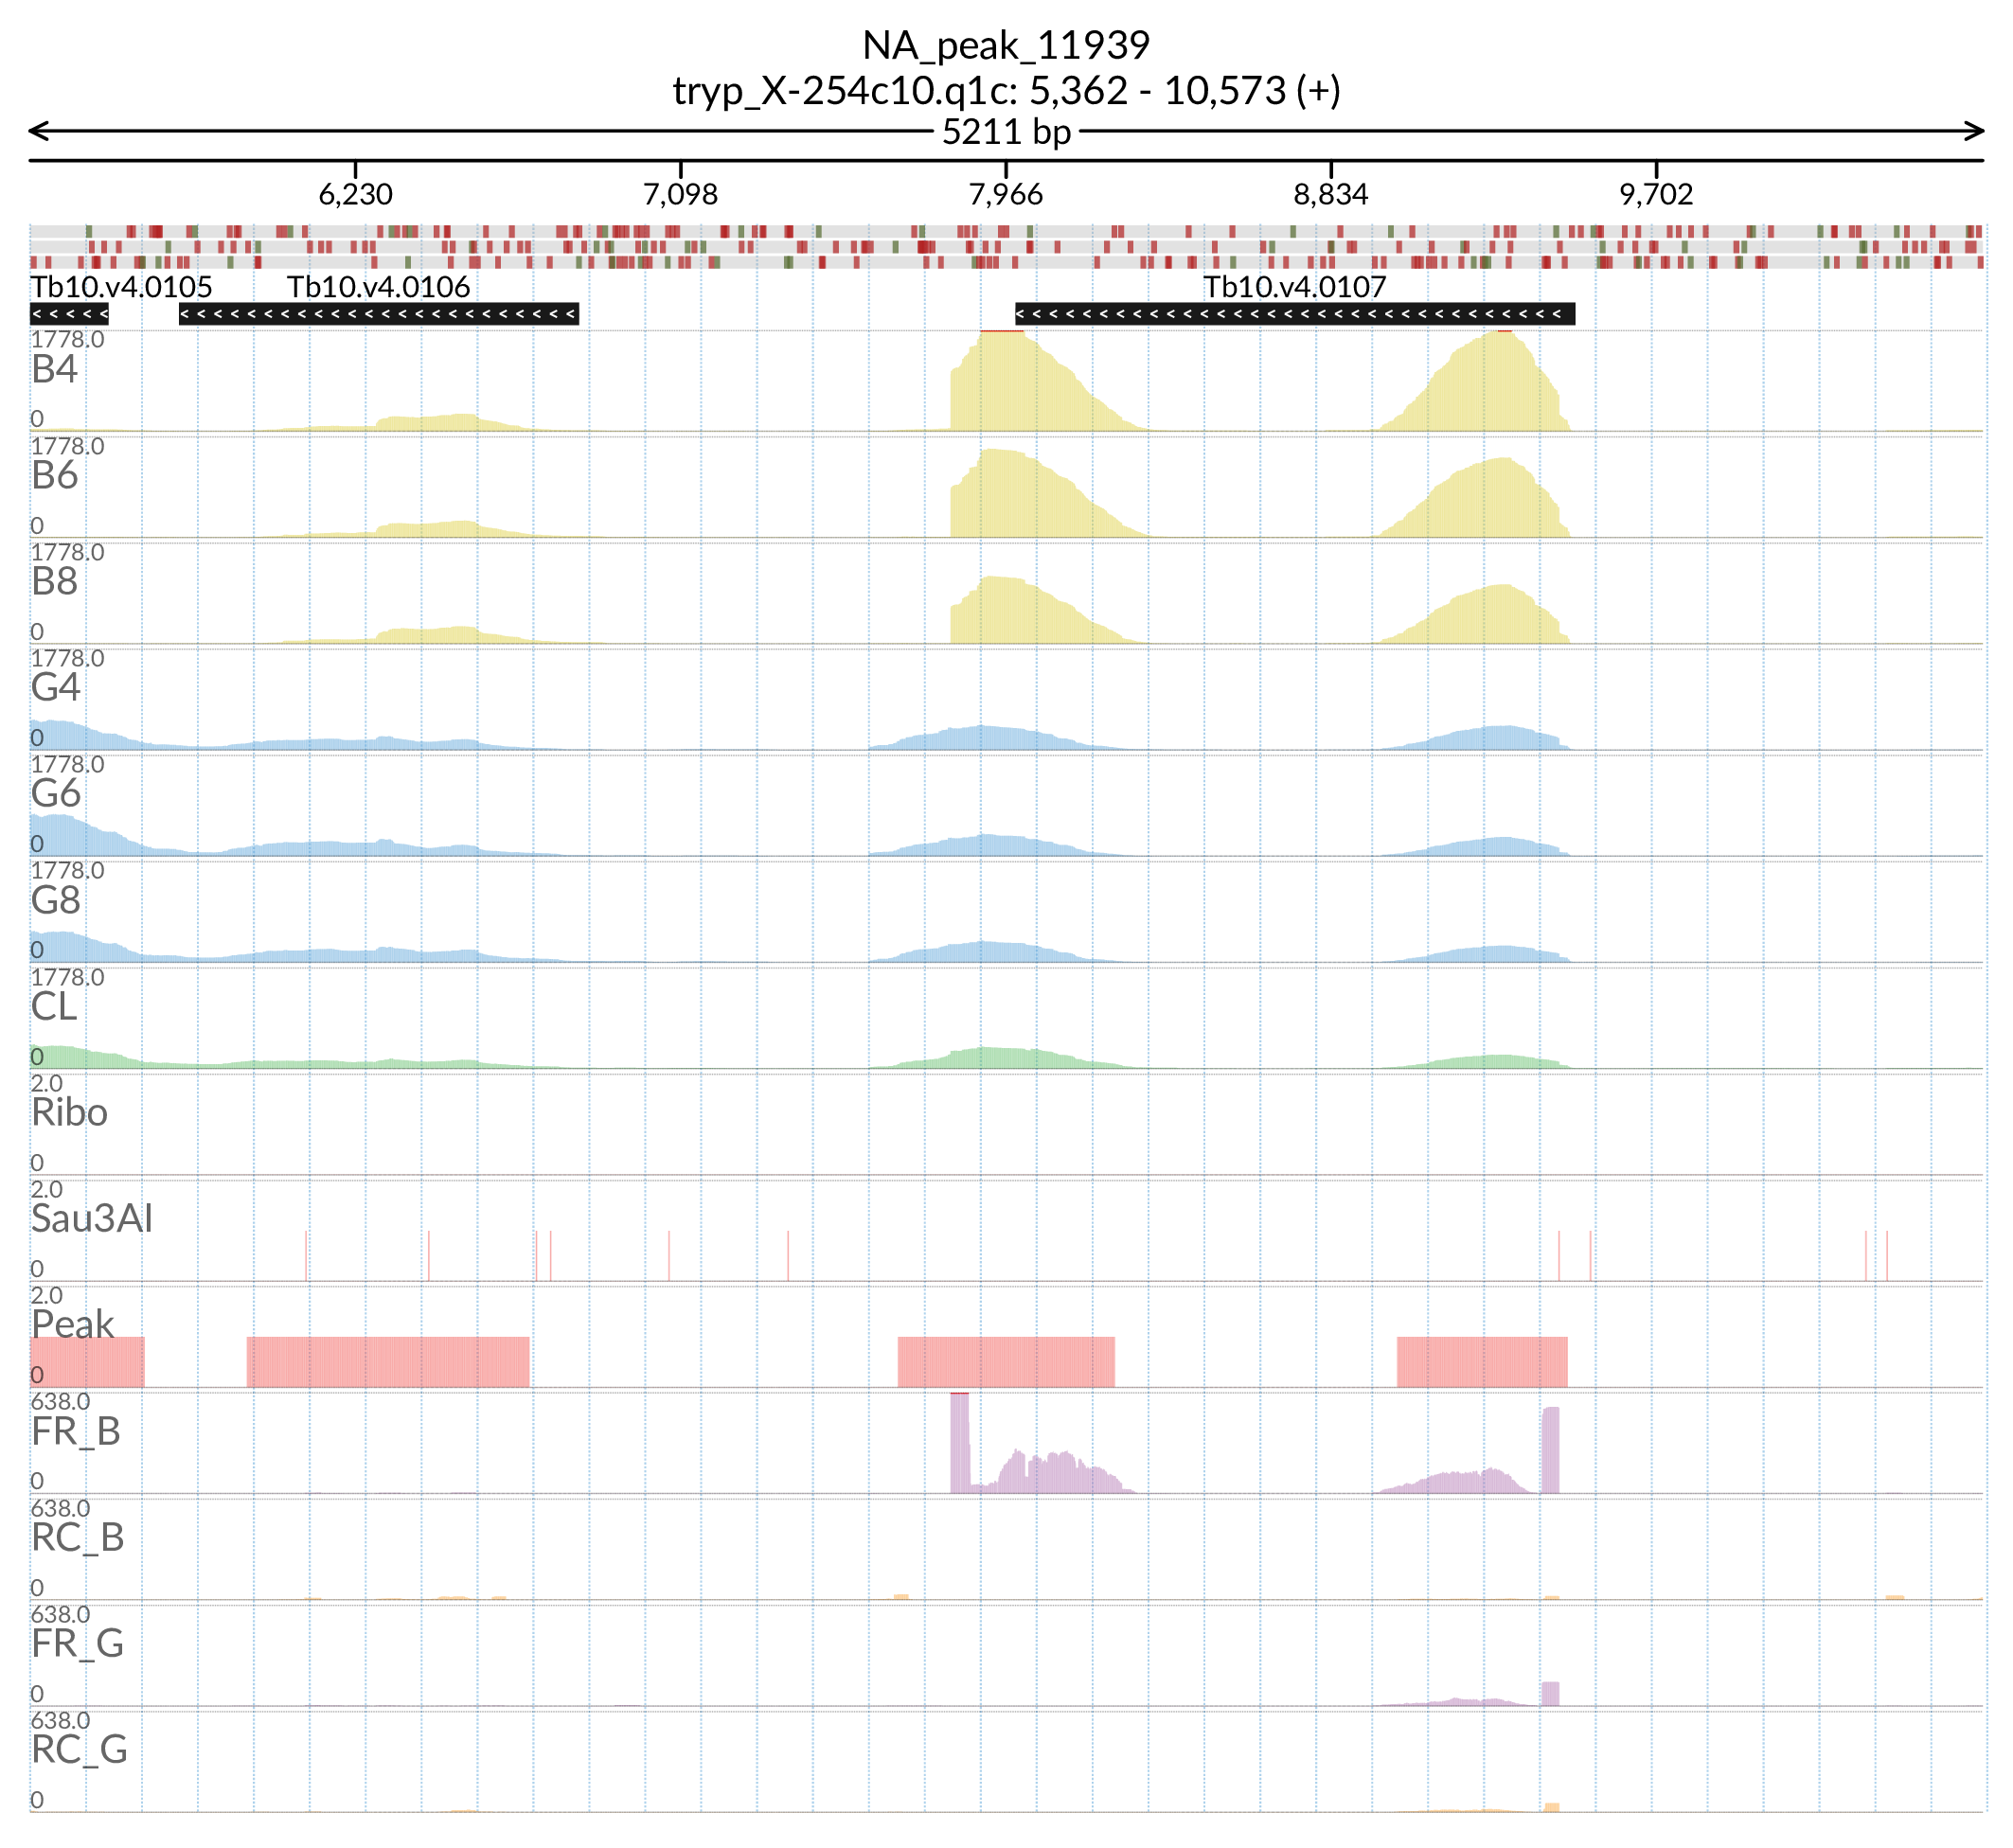 NA_peak_11939
tryp_X-254c10.q1c: 5,362 - 10,573 (+)
5211 bp
6,230 7,098 7,966 8,834 9,702
Tb10.v4.0105 Tb10.v4.0106 Tb10.v4.0107
1778.0
B4
0
1778.0
B6
0
1778.0
B8
0
1778.0
G4
0
1778.0
G6
0
1778.0
G8
0
1778.0
CL
0
2.0
Ribo
0
2.0
Sau3AI
0
2.0
Peak
0
638.0
FR_B
0
638.0
RC_B
0
638.0
FR_G
0
638.0
RC_G
0